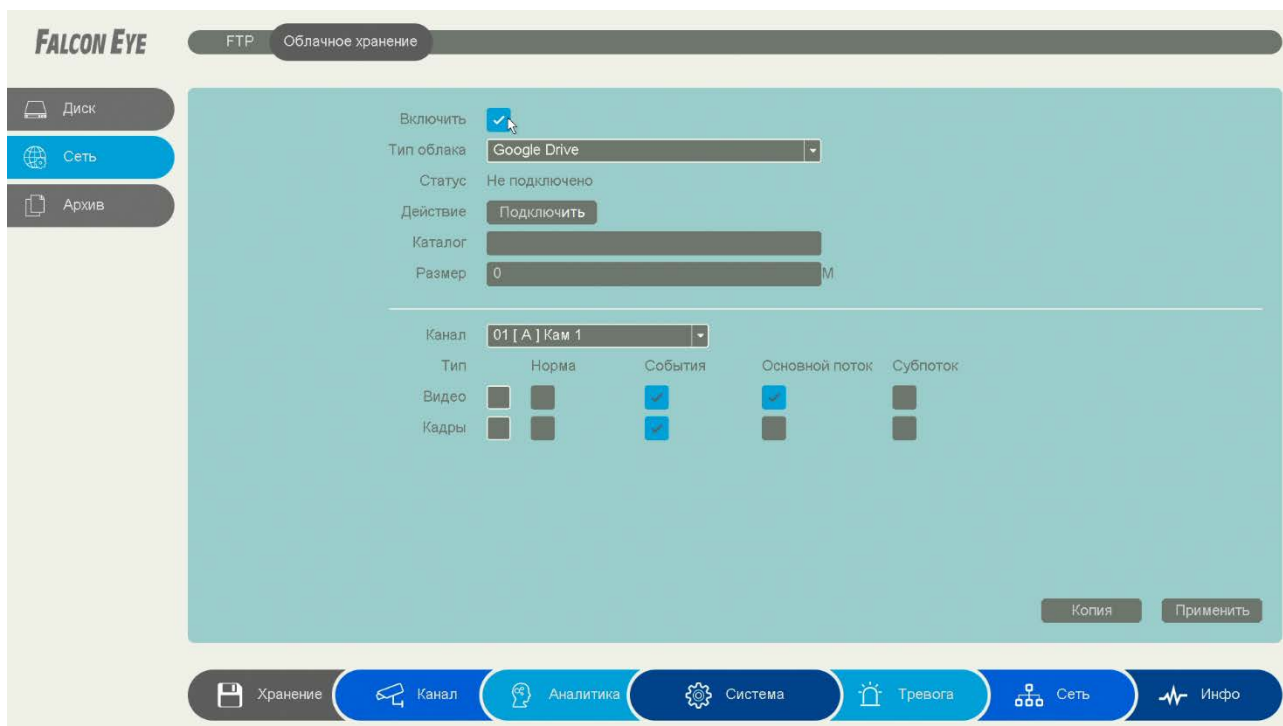 FALCON EYE
FTP Облачное хранение
Диск
Сеть
Архив
Включить
Тип облака Google Drive
Статус Не подключено
Действие Подключить
Каталог
Размер 0 M
Канал 01 [ A ] Кам 1
Тип Норма События Основной поток Субпоток
Видео
Кадры
Копия Применить
Хранение Канал Аналитика Система Тревога Сеть Инфо